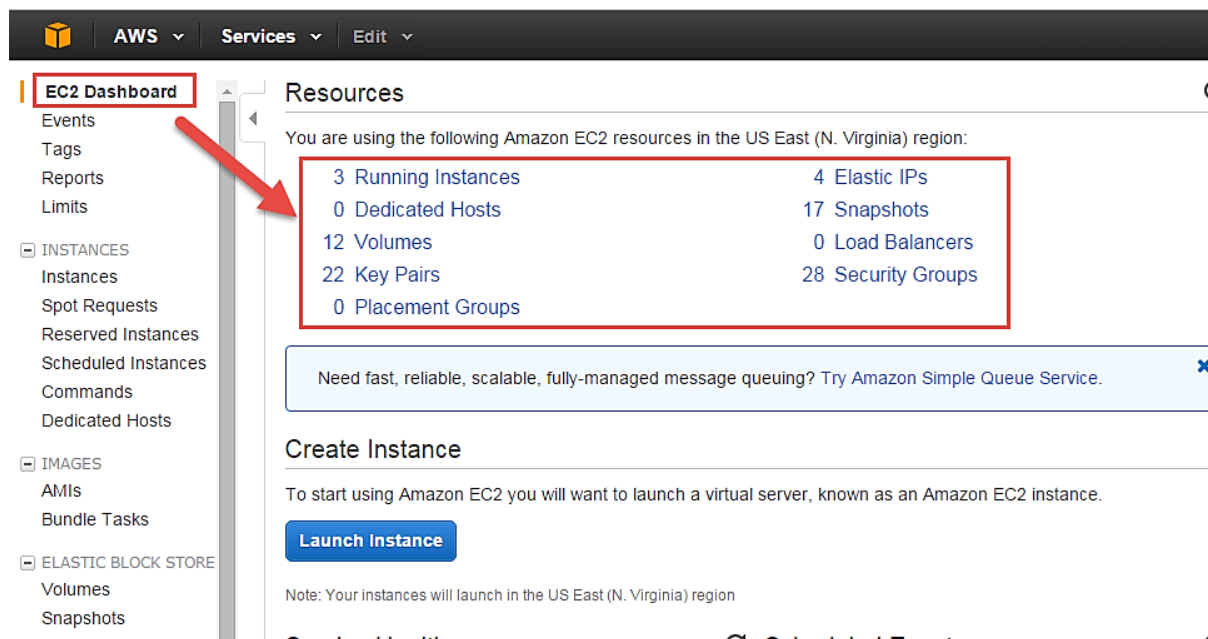 AWS Services Edit
EC2 Dashboard
Events
Tags
Reports
Limits
INSTANCES
Instances
Spot Requests
Reserved Instances
Scheduled Instances
Commands
Dedicated Hosts
IMAGES
AMIs
Bundle Tasks
ELASTIC BLOCK STORE
Volumes
Snapshots
Resources
You are using the following Amazon EC2 resources in the US East (N. Virginia) region:
3 Running Instances
0 Dedicated Hosts
12 Volumes
22 Key Pairs
0 Placement Groups
4 Elastic IPs
17 Snapshots
0 Load Balancers
28 Security Groups
Need fast, reliable, scalable, fully-managed message queuing? Try Amazon Simple Queue Service.
Create Instance
To start using Amazon EC2 you will want to launch a virtual server, known as an Amazon EC2 instance.
Launch Instance
Note: Your instances will launch in the US East (N. Virginia) region